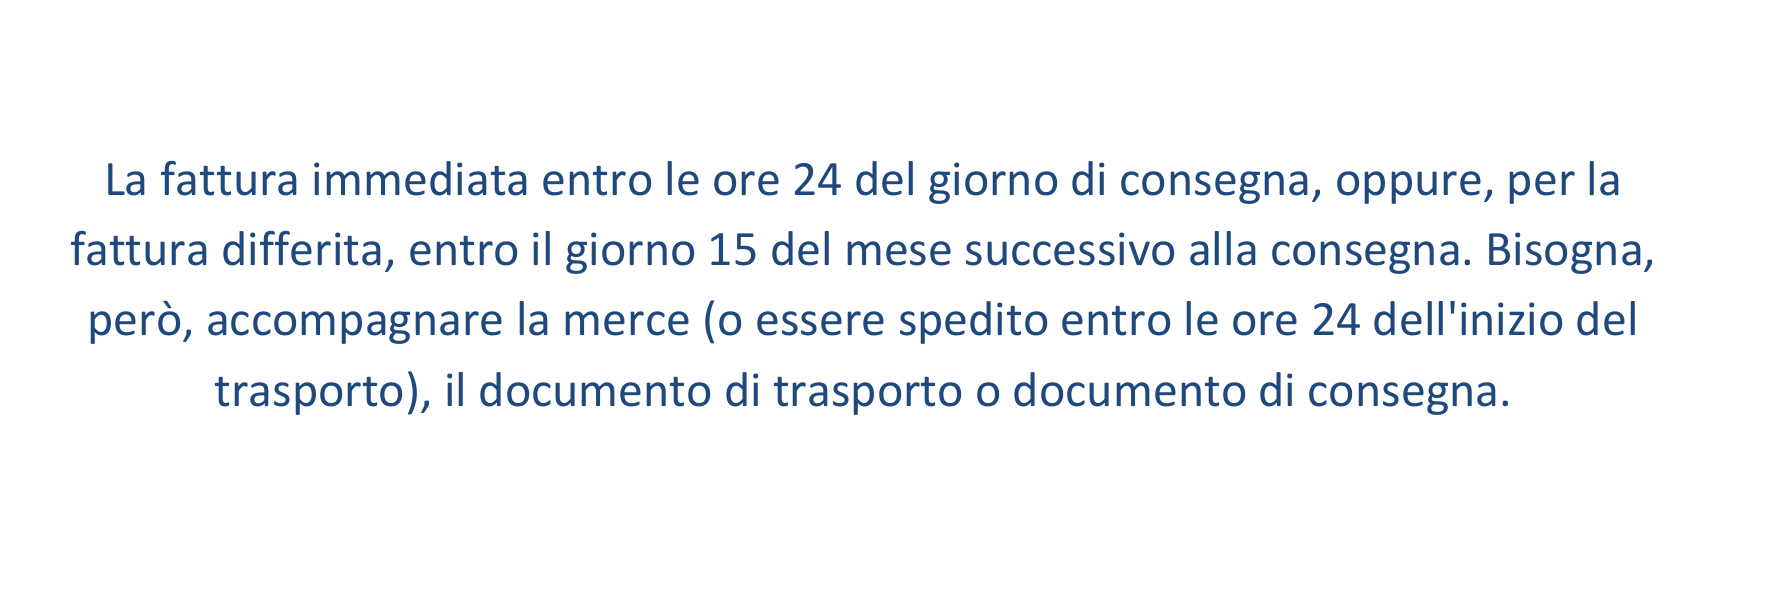 La fattura immediata entro le ore 24 del giorno di consegna, oppure, per la
fattura differita, entro il giorno 15 del mese successivo alla consegna. Bisogna,
però, accompagnare la merce (o essere spedito entro le ore 24 dell'inizio del
trasporto), il documento di trasporto o documento di consegna.